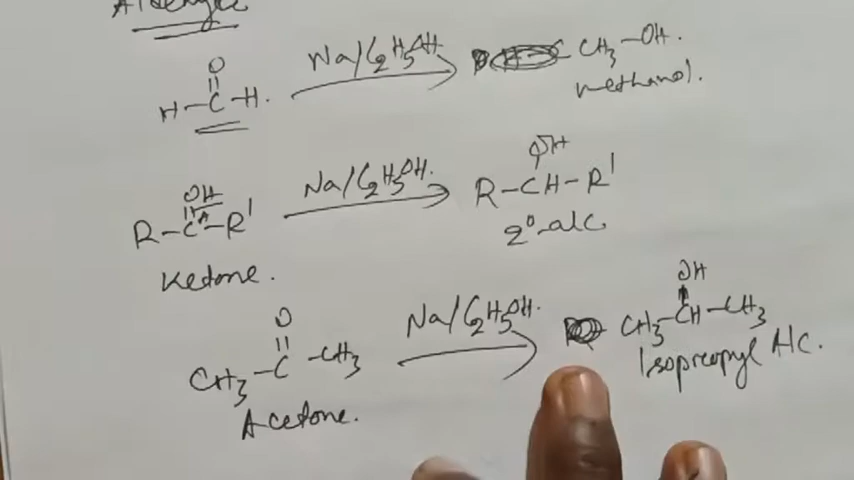 Aldehyde
O
H-C-H. Na/C2H5OH. CH3-OH.
methanol.
OH OH
R-C-R' Na/C2H5OH. R-CH-R'
Ketone. 2°-alc.
O OH
CH3-C-CH3 Na/C2H5OH. CH3-CH-CH3
Acetone. Isopropyl Alc.